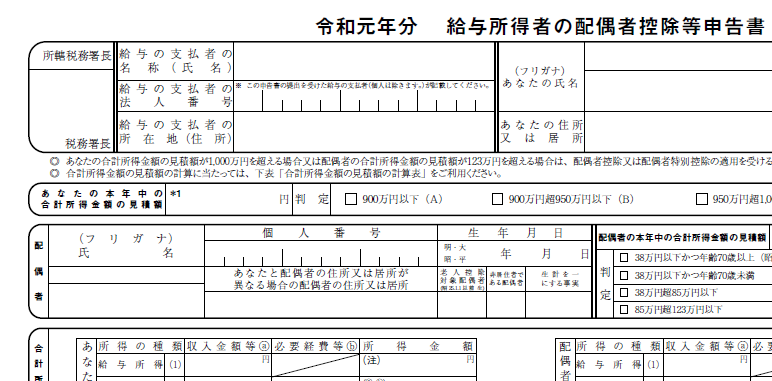 令和元年分　給与所得者の配偶者控除等申告書
所轄税務署長
税務署長
給与の支払者の
名称（氏名）
給与の支払者の
法人番号
※ この申告書の提出を受けた給与の支払者(個人は除きます。)が記載してください。
給与の支払者の
所在地（住所）
（フリガナ）
あなたの氏名
あなたの住所
又は居所
◎ あなたの合計所得金額の見積額が1,000万円を超える場合又は配偶者の合計所得金額の見積額が123万円を超える場合は、配偶者控除又は配偶者特別控除の適用を受ける
◎ 合計所得金額の見積額の計算に当たっては、下表「合計所得金額の見積額の計算表」をご利用ください。
あなたの本年中の
合計所得金額の見積額
*1
円
判定
□ 900万円以下（A）
□ 900万円超950万円以下（B）
□ 950万円超1,0
配偶者
（フリガナ）
氏名
個人番号
生年月日
明・大
昭・平
年　月　日
あなたと配偶者の住所又は居所が
異なる場合の配偶者の住所又は居所
老人控除
対象配偶者
非居住者で
ある配偶者
生計を一
にする事実
配偶者の本年中の合計所得金額の見積額
判定
□ 38万円以下かつ年齢70歳以上（昭
□ 38万円以下かつ年齢70歳未満
□ 38万円超85万円以下
□ 85万円超123万円以下
合計所
あなた
所得の種類
収入金額等ⓐ
必要経費等ⓑ
所得金額
給与所得
(1)
円
（注）
円
配偶者
所得の種類
収入金額等ⓐ
必要
給与所得
(1)
円